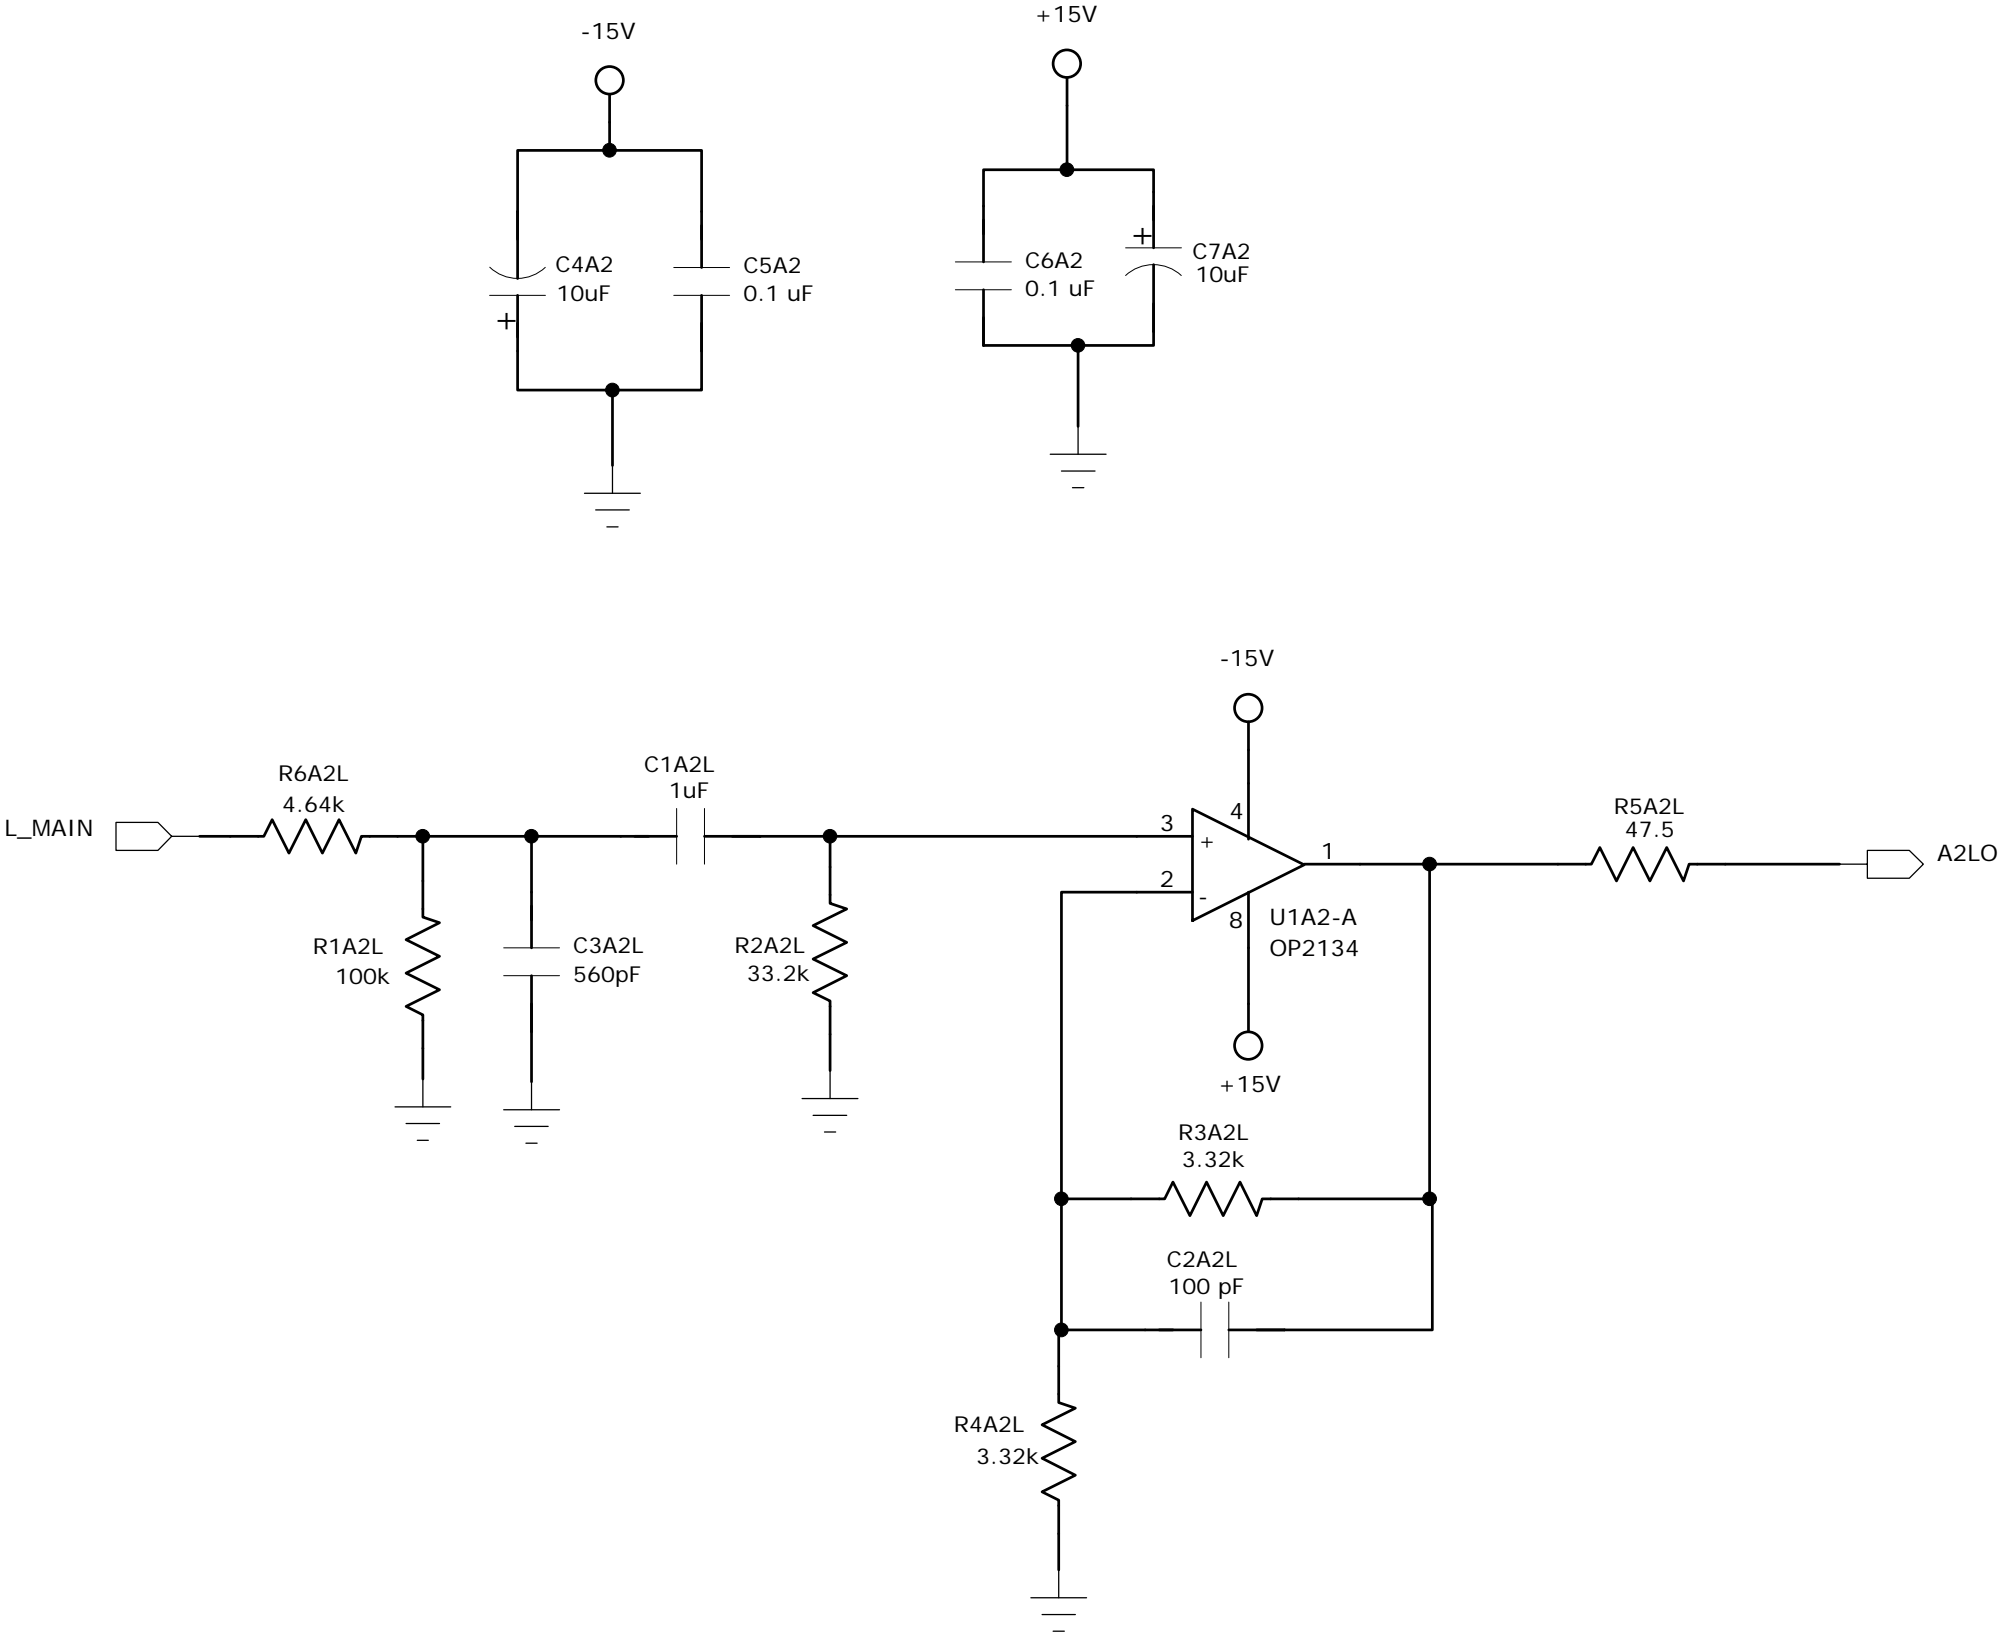 -15V
+15V
C4A2
10uF
+
C5A2
0.1 uF
C6A2
0.1 uF
+
C7A2
10uF
-15V
L_MAIN
R6A2L
4.64k
C1A2L
1uF
R1A2L
100k
C3A2L
560pF
R2A2L
33.2k
3
2
4
8
1
+
-
U1A2-A
OP2134
+15V
R5A2L
47.5
A2LO
R3A2L
3.32k
C2A2L
100 pF
R4A2L
3.32k